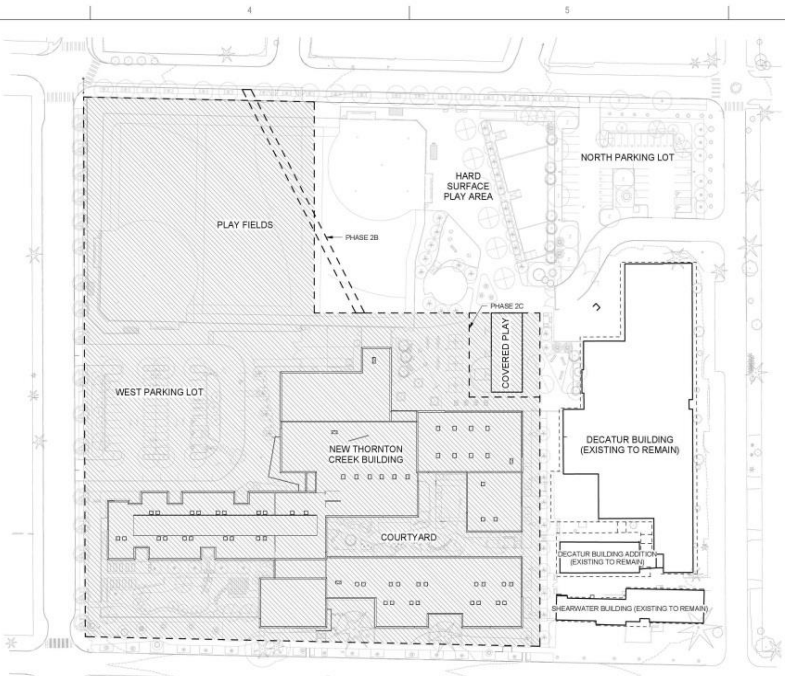 4
5
NORTH PARKING LOT
HARD
SURFACE
PLAY AREA
PLAY FIELDS
PHASE 2B
PHASE 2C
COVERED PLAY
WEST PARKING LOT
NEW THORNTON
CREEK BUILDING
DECATUR BUILDING
(EXISTING TO REMAIN)
COURTYARD
DECATUR BUILDING ADDITION
(EXISTING TO REMAIN)
SHEARWATER BUILDING (EXISTING TO REMAIN)